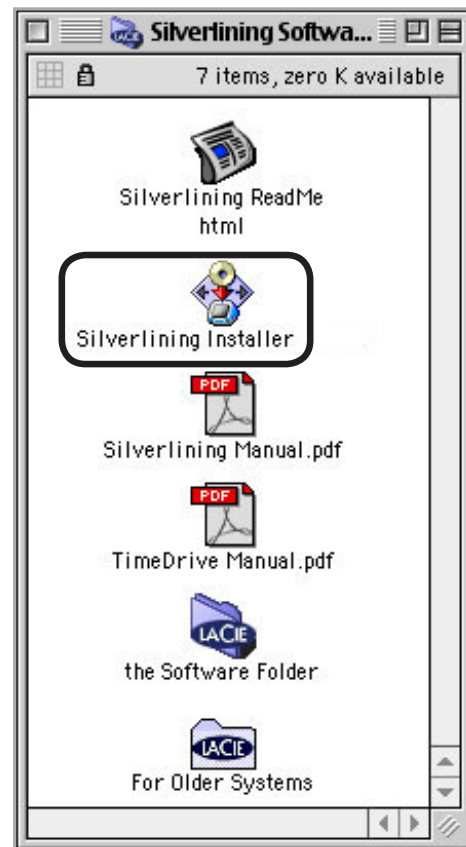 Silverlining Softwa...
7 items, zero K available
Silverlining ReadMe
html
Silverlining Installer
PDF
Silverlining Manual.pdf
PDF
TimeDrive Manual.pdf
LACIE
the Software Folder
LACIE
For Older Systems